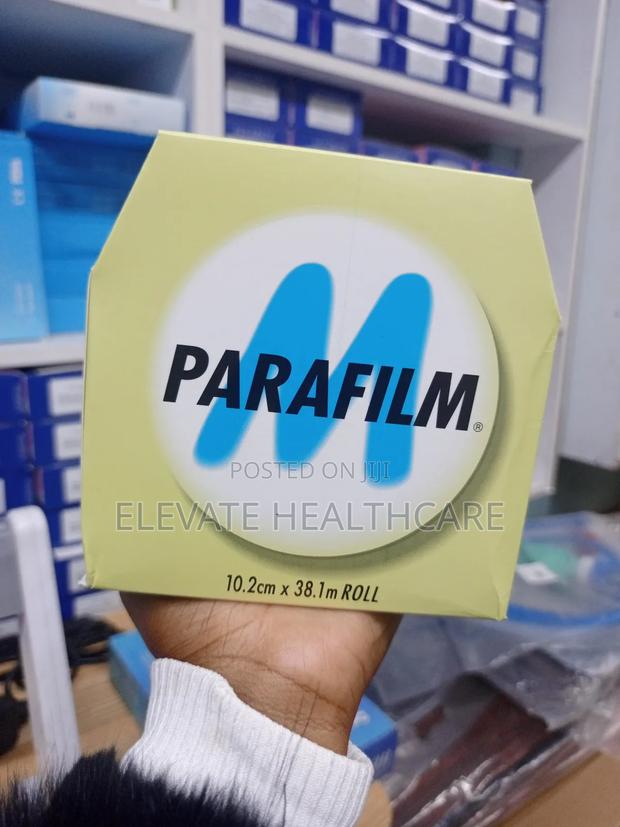 M
PARAFILM®
POSTED ON JIJI
ELEVATE HEALTHCARE
10.2cm x 38.1m ROLL